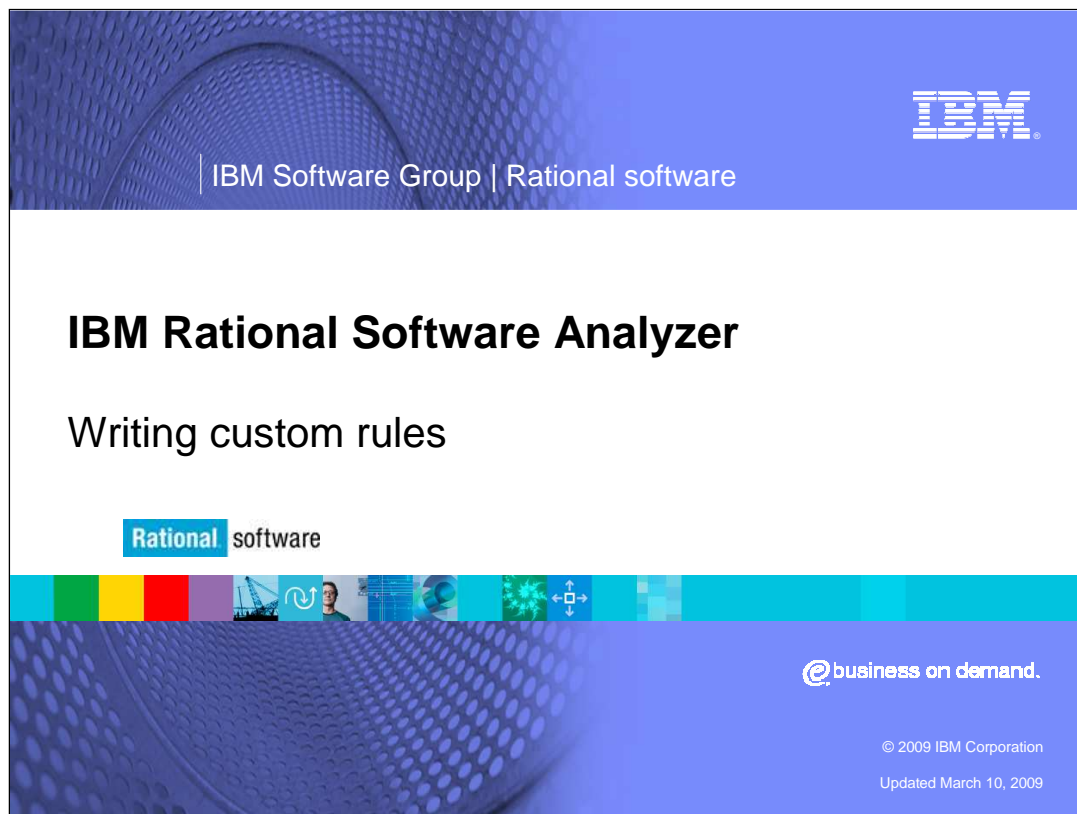 IBM®
IBM Software Group | Rational software
IBM Rational Software Analyzer
Writing custom rules
Rational software
e business on demand.
© 2009 IBM Corporation
Updated March 10, 2009